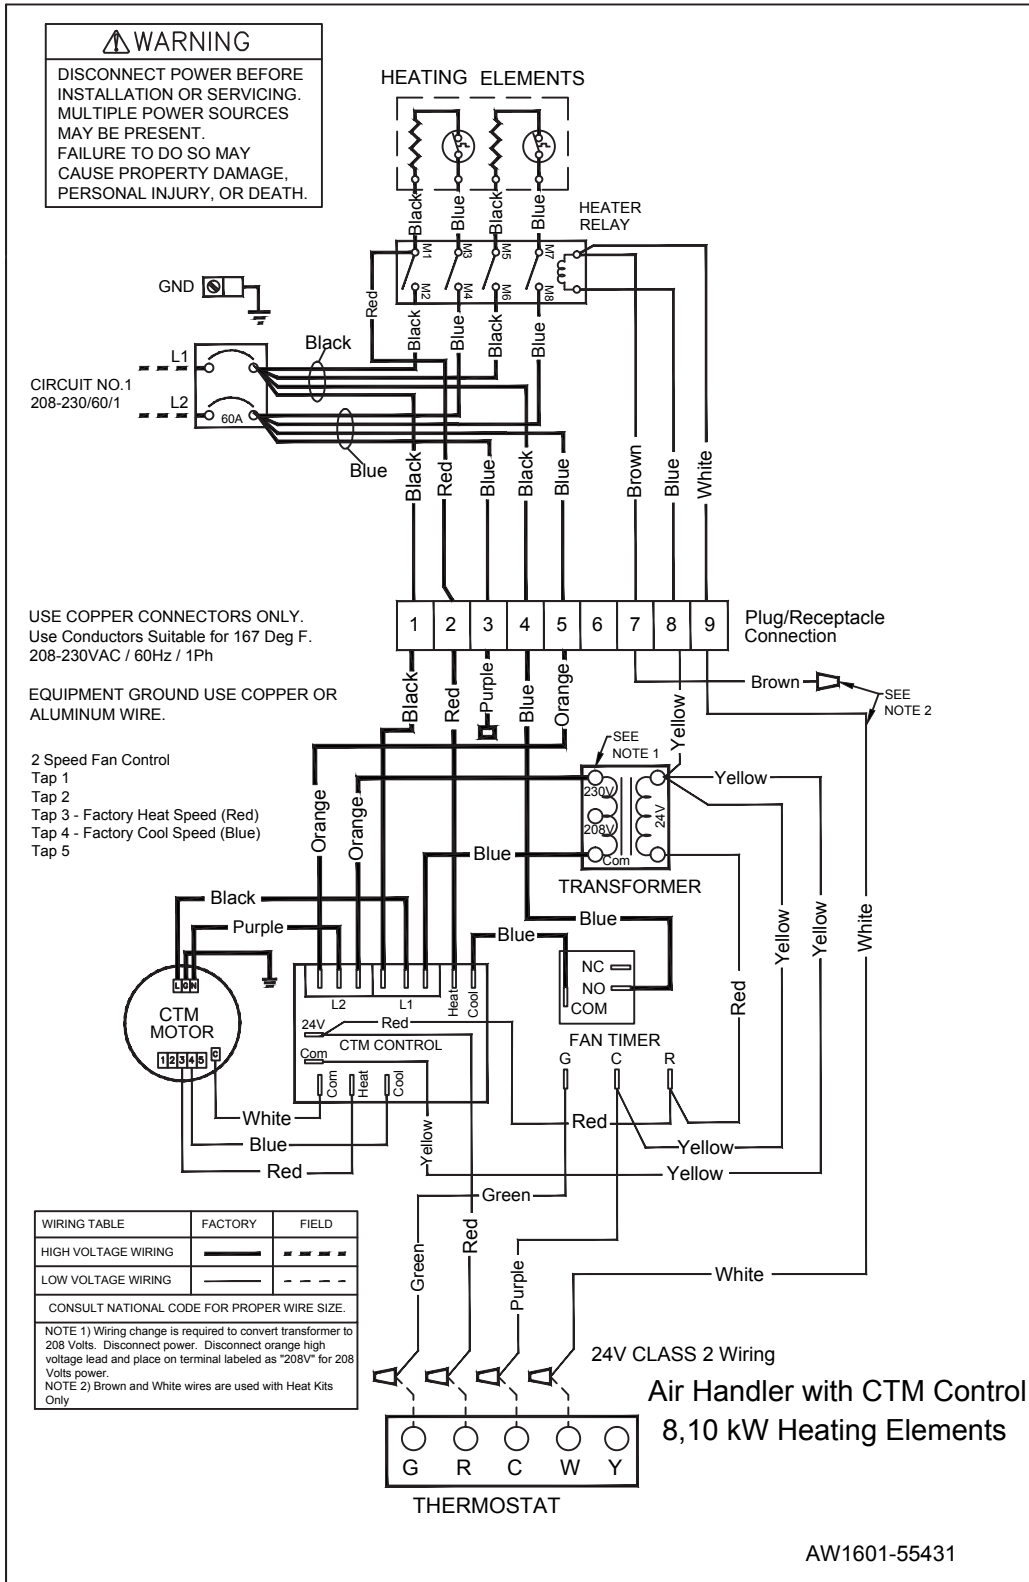 WARNING
DISCONNECT POWER BEFORE
INSTALLATION OR SERVICING.
MULTIPLE POWER SOURCES
MAY BE PRESENT.
FAILURE TO DO SO MAY
CAUSE PROPERTY DAMAGE,
PERSONAL INJURY, OR DEATH.
HEATING ELEMENTS
Black
Blue
Black
Blue
HEATER
RELAY
M1
M3
M5
M7
M2
M4
M6
M8
GND
Red
Black
Blue
Black
Blue
Black
L1
CIRCUIT NO.1
208-230/60/1
L2
60A
Blue
Black
Red
Blue
Black
Blue
Brown
Blue
White
USE COPPER CONNECTORS ONLY.
Use Conductors Suitable for 167 Deg F.
208-230VAC / 60Hz / 1Ph
1 2 3 4 5 6 7 8 9
Plug/Receptacle
Connection
EQUIPMENT GROUND USE COPPER OR
ALUMINUM WIRE.
Black
Red
Purple
Blue
Orange
Yellow
Brown
SEE
NOTE 2
2 Speed Fan Control
Tap 1
Tap 2
Tap 3 - Factory Heat Speed (Red)
Tap 4 - Factory Cool Speed (Blue)
Tap 5
SEE
NOTE 1
230V
208V
Com
24V
Yellow
TRANSFORMER
Orange
Orange
Blue
Black
Purple
Blue
Blue
Yellow
Yellow
White
Red
L G N
CTM
MOTOR
1 2 3 4 5
C
L2
L1
Heat
Cool
24V
Red
CTM CONTROL
Com
Com
Heat
Cool
NC
NO
COM
FAN TIMER
G C R
White
Blue
Red
Yellow
Red
Yellow
Yellow
Green
Green
Red
Purple
White
WIRING TABLE FACTORY FIELD
HIGH VOLTAGE WIRING
LOW VOLTAGE WIRING
CONSULT NATIONAL CODE FOR PROPER WIRE SIZE.
NOTE 1) Wiring change is required to convert transformer to
208 Volts. Disconnect power. Disconnect orange high
voltage lead and place on terminal labeled as "208V" for 208
Volts power.
NOTE 2) Brown and White wires are used with Heat Kits
Only
24V CLASS 2 Wiring
Air Handler with CTM Control
8,10 kW Heating Elements
G R C W Y
THERMOSTAT
AW1601-55431